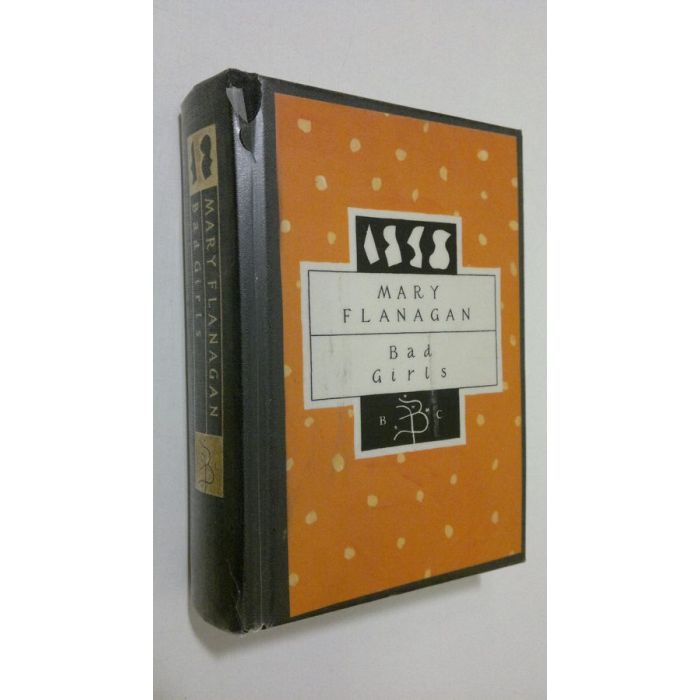 MARY FLANAGAN
Bad Girls
MARY
FLANAGAN
Bad
Girls
B C